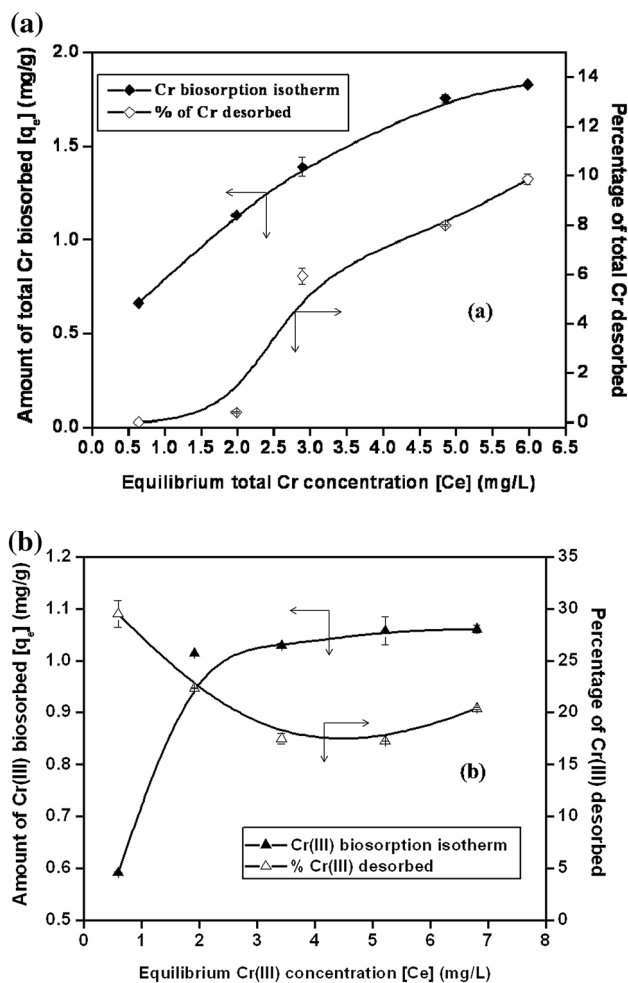 (a)
Amount of total Cr biosorbed [qe] (mg/g)
2.0
1.5
1.0
0.5
0.0
Cr biosorption isotherm
% of Cr desorbed
(a)
14
12
10
8
6
4
2
0
Percentage of total Cr desorbed
0.0 0.5 1.0 1.5 2.0 2.5 3.0 3.5 4.0 4.5 5.0 5.5 6.0 6.5
Equilibrium total Cr concentration [Ce] (mg/L)
(b)
Amount of Cr(III) biosorbed [qe] (mg/g)
1.2
1.1
1.0
0.9
0.8
0.7
0.6
0.5
(b)
Cr(III) biosorption isotherm
% Cr(III) desorbed
35
30
25
20
15
10
5
0
Percentage of Cr(III) desorbed
0 1 2 3 4 5 6 7 8
Equilibrium Cr(III) concentration [Ce] (mg/L)